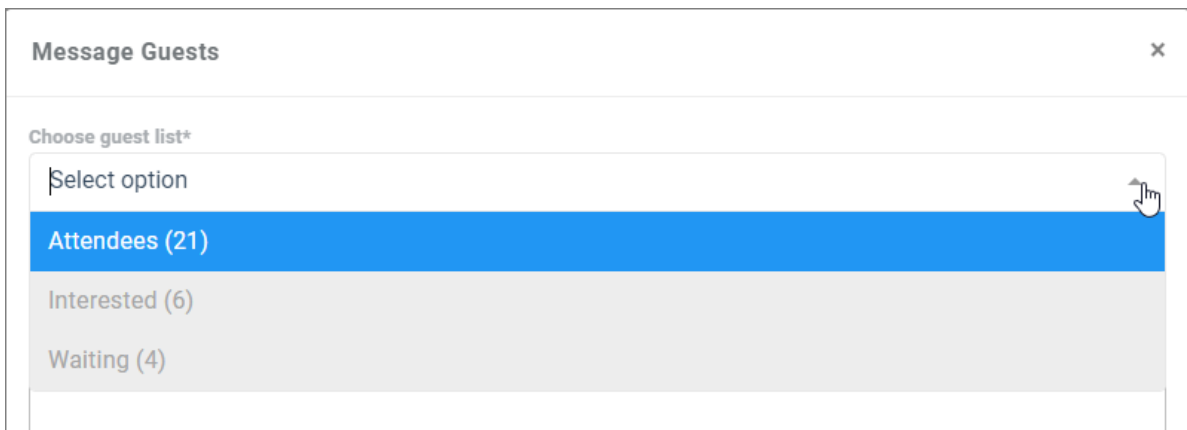 Message Guests
×
Choose guest list*
Select option
Attendees (21)
Interested (6)
Waiting (4)